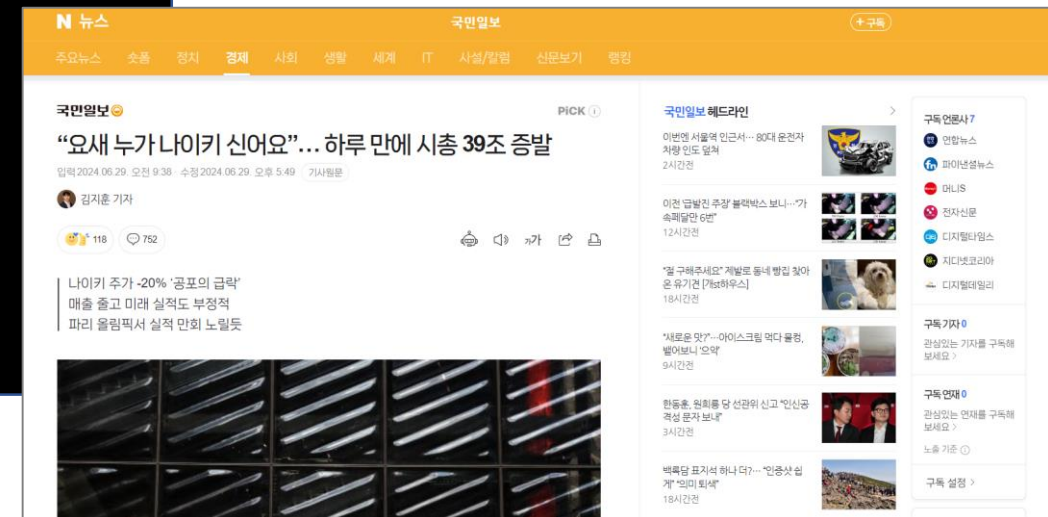 N 뉴스
국민일보
+ 구독
주요뉴스 숏폼 정치 경제 사회 생활 세계 IT 사설/칼럼 신문보기 랭킹
국민일보
PiCK
“요새 누가 나이키 신어요”… 하루 만에 시총 39조 증발
입력 2024.06.29. 오전 9:38 · 수정 2024.06.29. 오후 5:49 기사원문
김지훈 기자
118 752
가가
나이키 주가 -20% ‘공포의 급락’
매출 줄고 미래 실적도 부정적
파리 올림픽서 실적 만회 노릴듯
국민일보 헤드라인
이번엔 서울역 인근서… 80대 운전자
차량 인도 덮쳐
2시간전
이전 ‘급발진 주장’ 블랙박스 보니…“가
속페달만 6번”
12시간전
“절 구해주세요” 제발로 동네 빵집 찾아
온 유기견 [개st하우스]
18시간전
“새로운 맛?”…아이스크림 먹다 물컹,
뱉어보니 ‘으악’
9시간전
한동훈, 원희룡 당 선관위 신고 “인신공
격성 문자 보내”
3시간전
백록담 표지석 하나 더?… “인증샷 쉽
게” “의미 퇴색”
18시간전
구독 언론사 7
연합뉴스
파이낸셜뉴스
머니S
전자신문
디지털타임스
지디넷코리아
디지털데일리
구독 기자 0
관심있는 기자를 구독해
보세요 >
구독 연재 0
관심있는 연재를 구독해
보세요 >
노출 기준
구독 설정 >